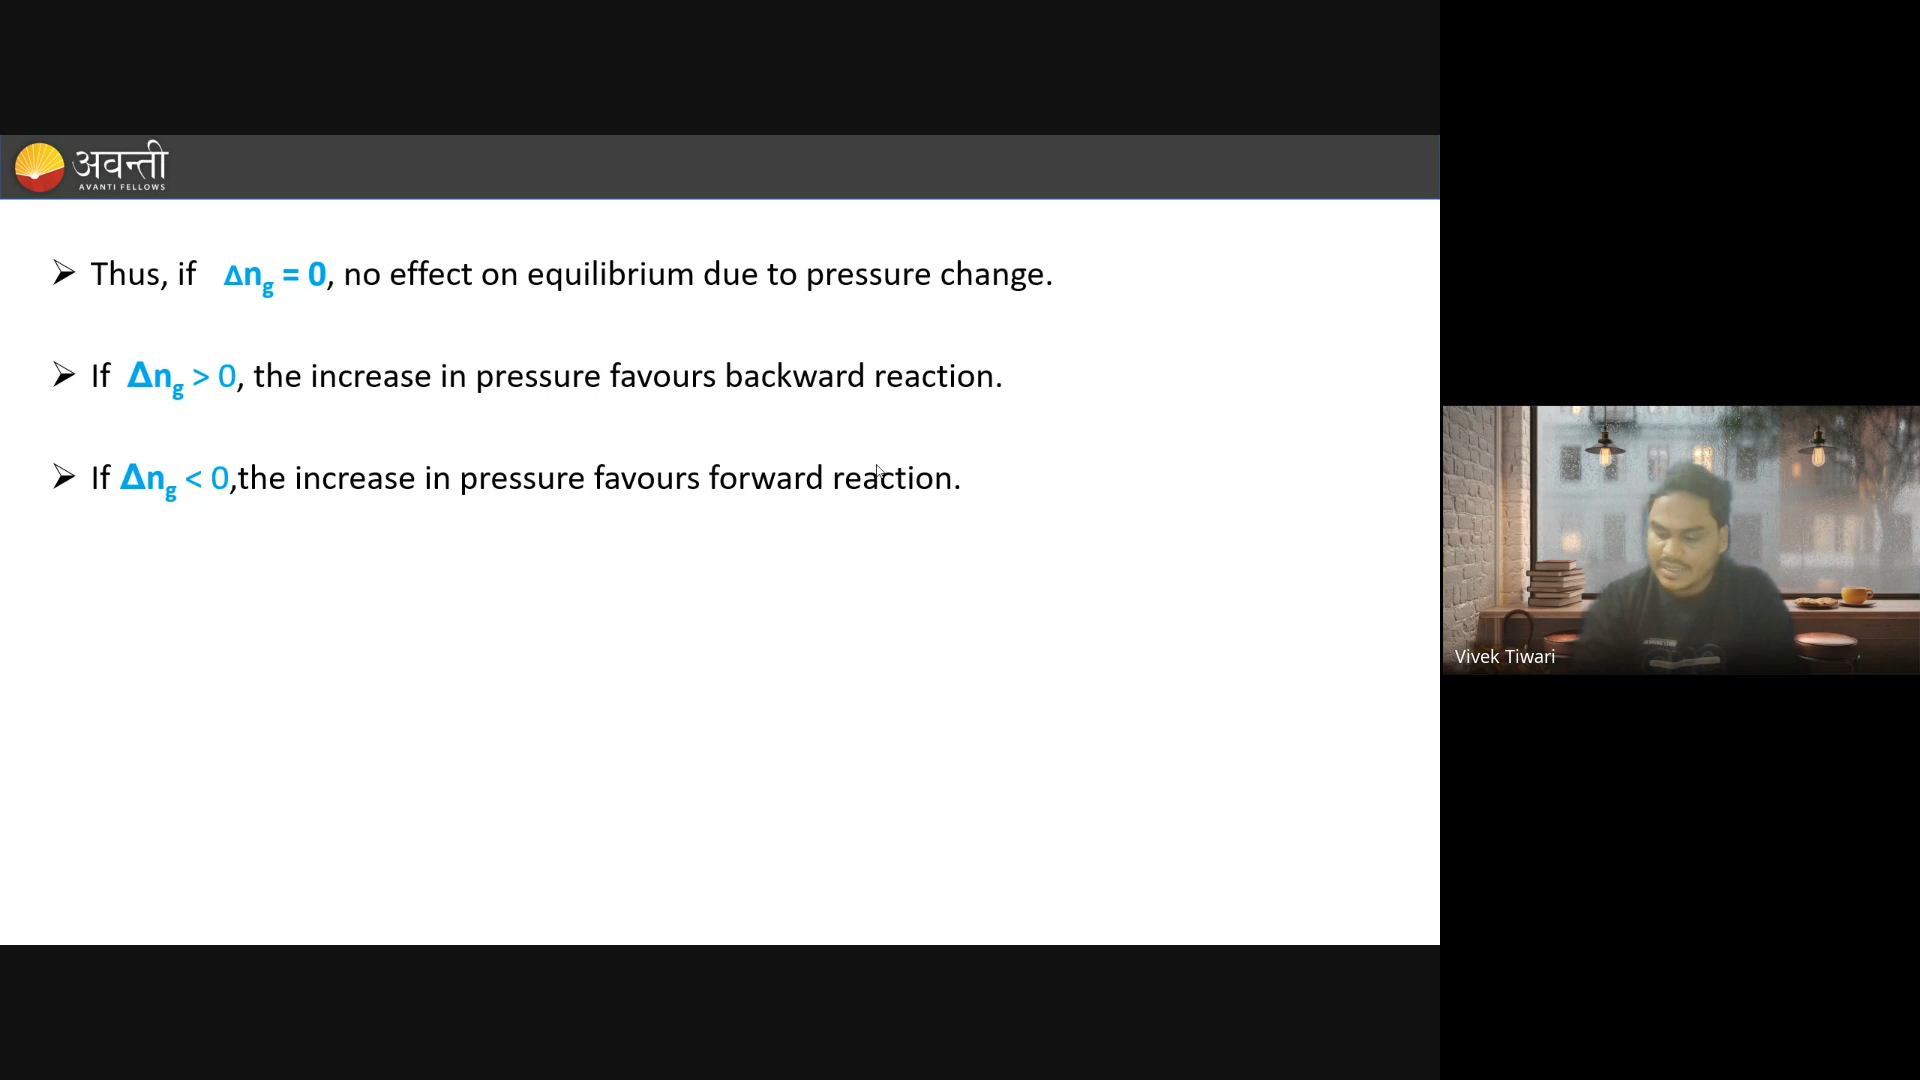 अवन्ती
AVANTI FELLOWS
➢ Thus, if Δng = 0, no effect on equilibrium due to pressure change.
➢ If Δng > 0, the increase in pressure favours backward reaction.
➢ If Δng < 0,the increase in pressure favours forward reaction.
Vivek Tiwari